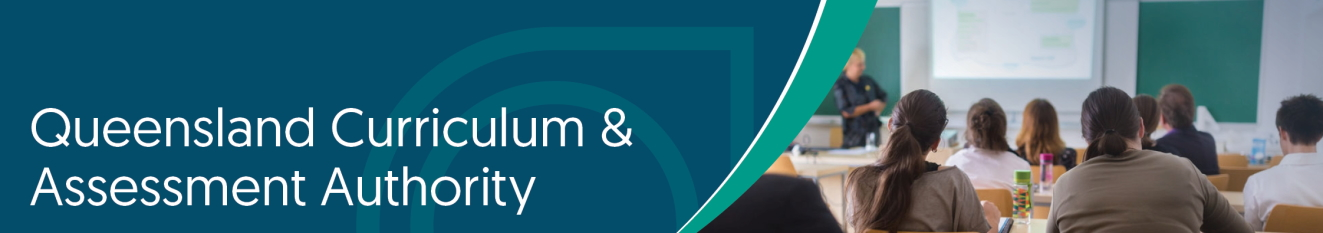 Queensland Curriculum &
Assessment Authority